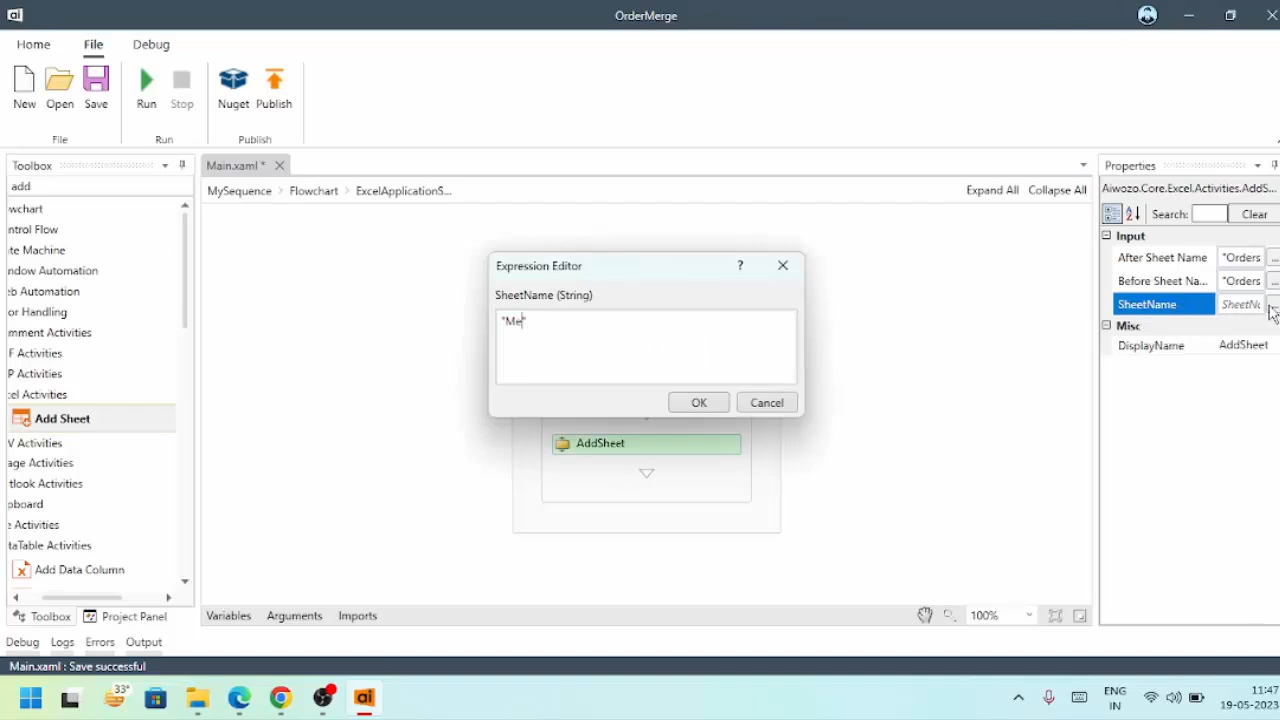 ai
OrderMerge
Home
File
Debug
New
Open
Save
Run
Stop
Nuget
Publish
File
Run
Publish
Toolbox
Main.xaml *
Properties
add
MySequence
Flowchart
ExcelApplicationS...
Expand All
Collapse All
Aiwozo.Core.Excel.Activities.AddS...
Search:
Clear
wchart
ntrol Flow
te Machine
ndow Automation
b Automation
or Handling
mment Activities
F Activities
P Activities
cel Activities
Add Sheet
V Activities
age Activities
tlook Activities
pboard
e Activities
taTable Activities
Add Data Column
Expression Editor
?
SheetName (String)
"Me"
OK
Cancel
AddSheet
Input
After Sheet Name
"Orders
...
Before Sheet Na...
"Orders
...
SheetName
SheetNa
Misc
DisplayName
AddSheet
Toolbox
Project Panel
Variables
Arguments
Imports
100%
Debug
Logs
Errors
Output
Main.xaml : Save successful
33°
ai
ENG
IN
11:47
19-05-2023